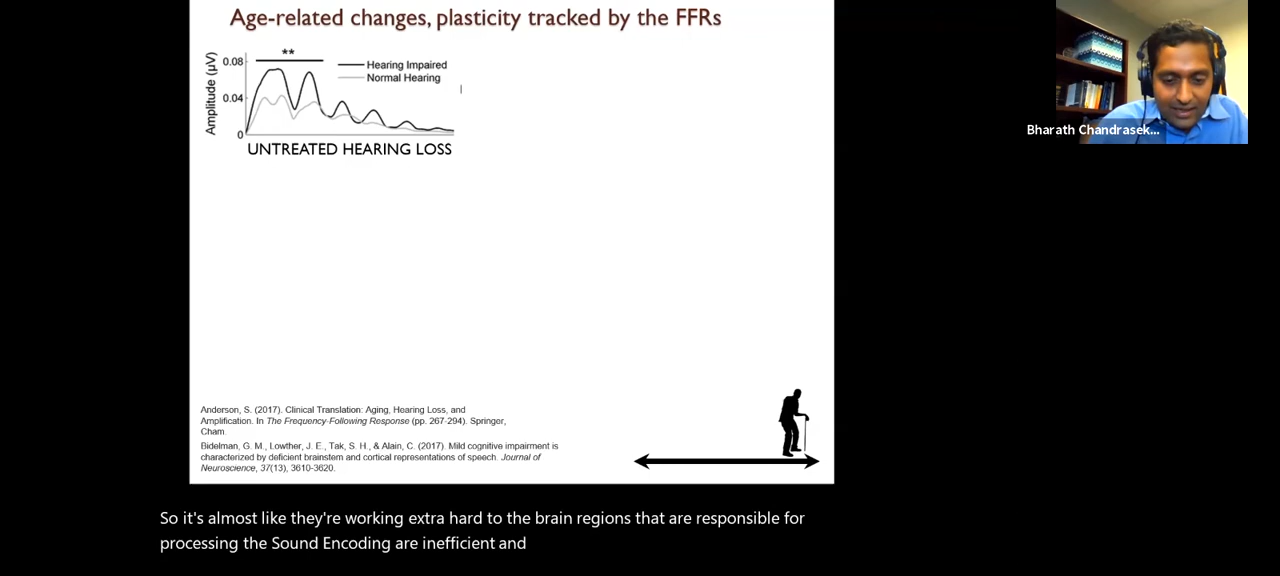 Age-related changes, plasticity tracked by the FFRs
**
0.08
0.04
0
Amplitude (µV)
Hearing Impaired
Normal Hearing
UNTREATED HEARING LOSS
Bharath Chandrasek...
Anderson, S. (2017). Clinical Translation: Aging, Hearing Loss, and
Amplification. In The Frequency-Following Response (pp. 267-294). Springer,
Cham.
Bidelman, G. M., Lowther, J. E., Tak, S. H., & Alain, C. (2017). Mild cognitive impairment is
characterized by deficient brainstem and cortical representations of speech. Journal of
Neuroscience, 37(13), 3610-3620.
So it's almost like they're working extra hard to the brain regions that are responsible for
processing the Sound Encoding are inefficient and